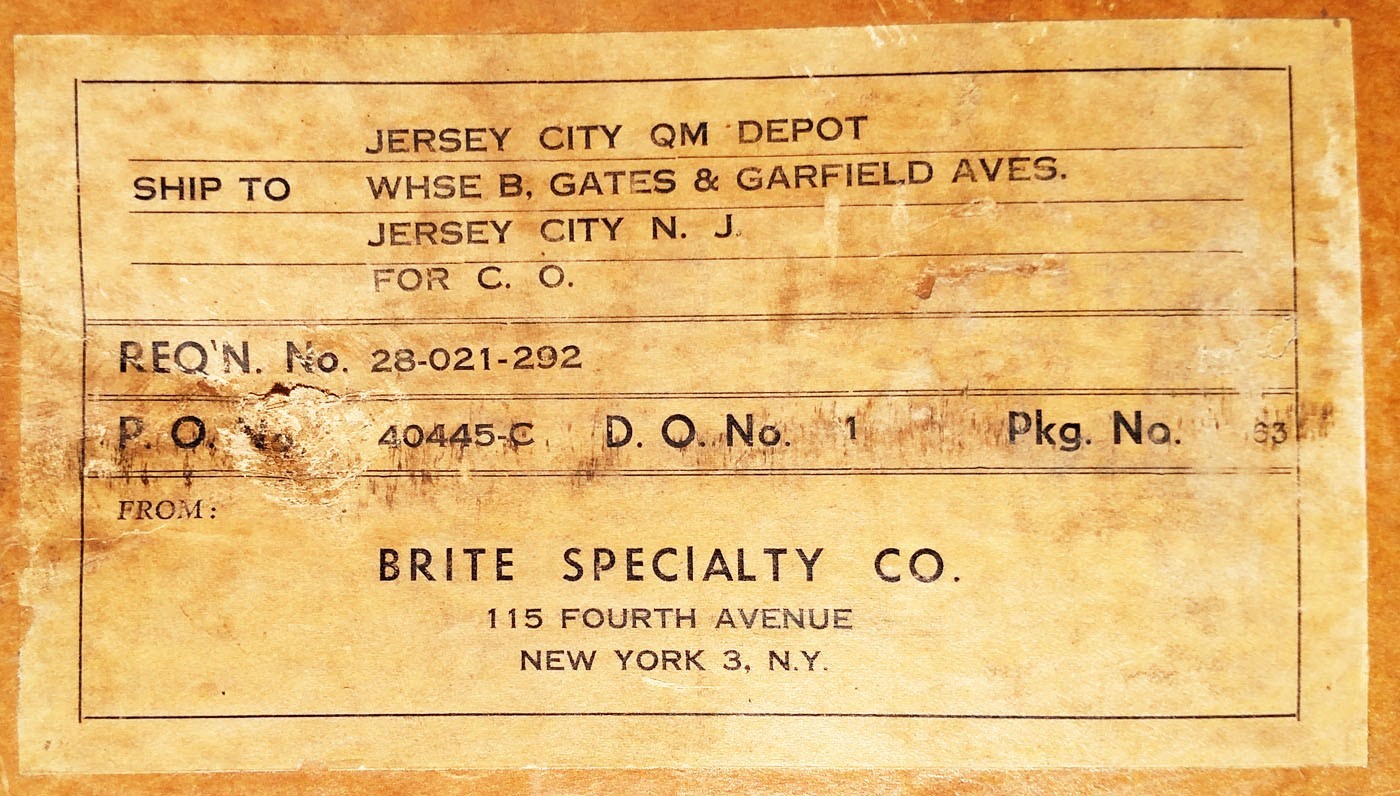 JERSEY CITY QM DEPOT
SHIP TO WHSE B, GATES & GARFIELD AVES.
JERSEY CITY N. J.
FOR C. O.
REQ'N. No. 28-021-292
P. O. No. 40445-C D. O. No. 1 Pkg. No. 63
FROM:
BRITE SPECIALTY CO.
115 FOURTH AVENUE
NEW YORK 3, N.Y.